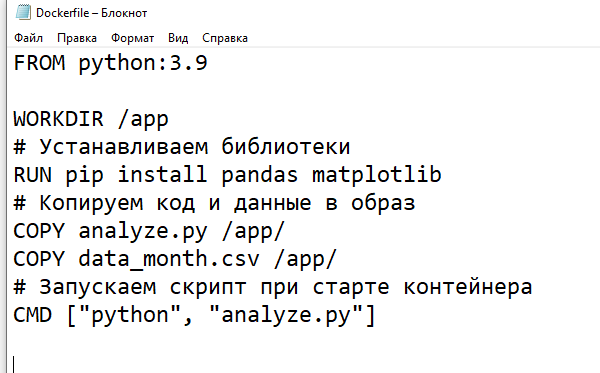 Dockerfile – Блокнот
Файл Правка Формат Вид Справка
FROM python:3.9
WORKDIR /app
# Устанавливаем библиотеки
RUN pip install pandas matplotlib
# Копируем код и данные в образ
COPY analyze.py /app/
COPY data_month.csv /app/
# Запускаем скрипт при старте контейнера
CMD ["python", "analyze.py"]